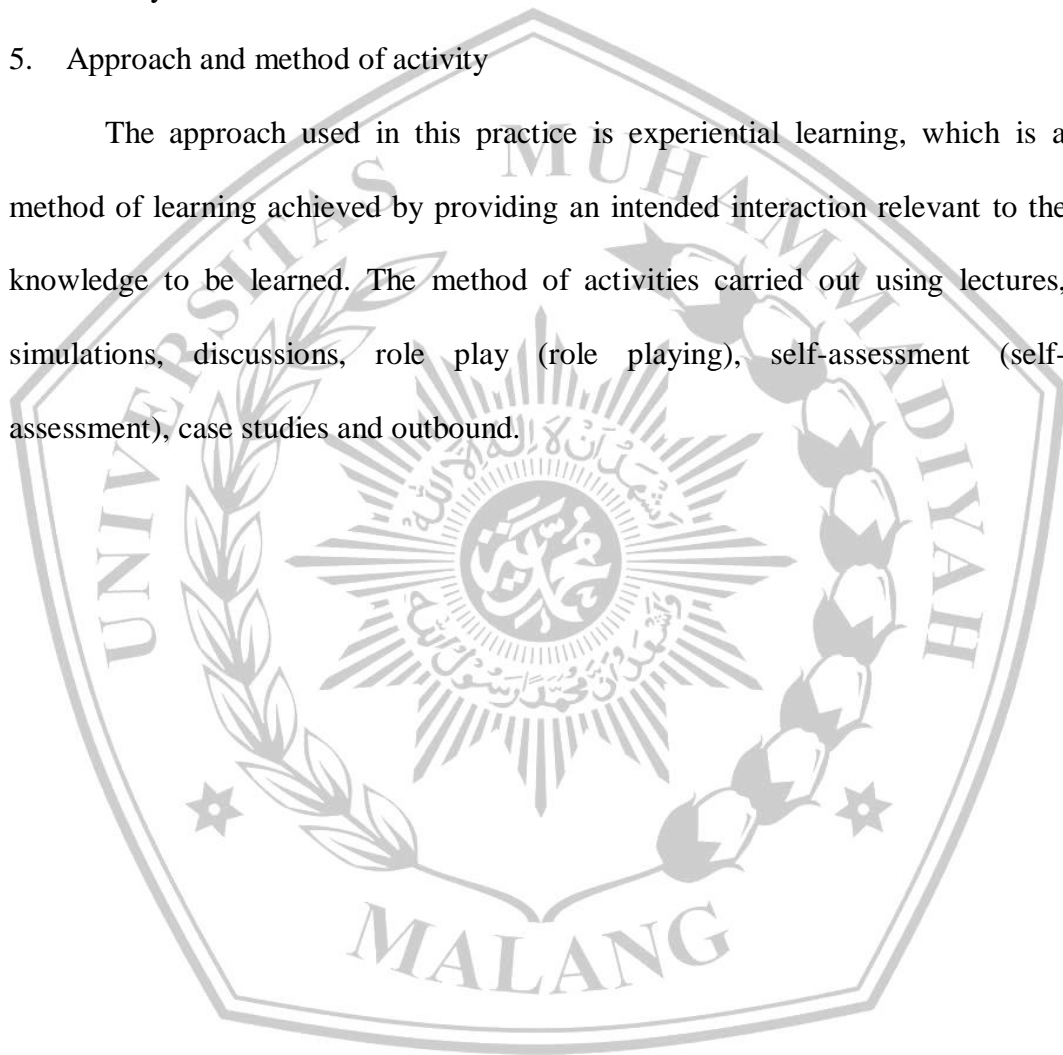 5. Approach and method of activity
The approach used in this practice is experiential learning, which is a
method of learning achieved by providing an intended interaction relevant to the
knowledge to be learned. The method of activities carried out using lectures,
simulations, discussions, role play (role playing), self-assessment (self-
assessment), case studies and outbound.
UNIVERSITAS MUHAMMADIYAH
MALANG